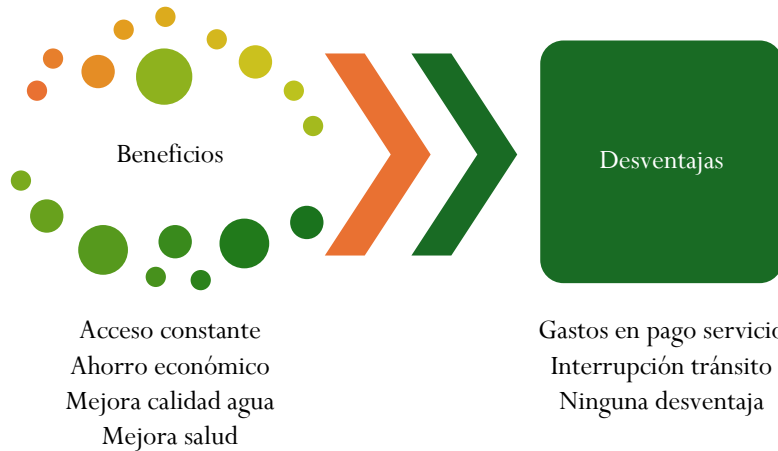 Beneficios
Acceso constante
Ahorro económico
Mejora calidad agua
Mejora salud
Desventajas
Gastos en pago servicio
Interrupción tránsito
Ninguna desventaja